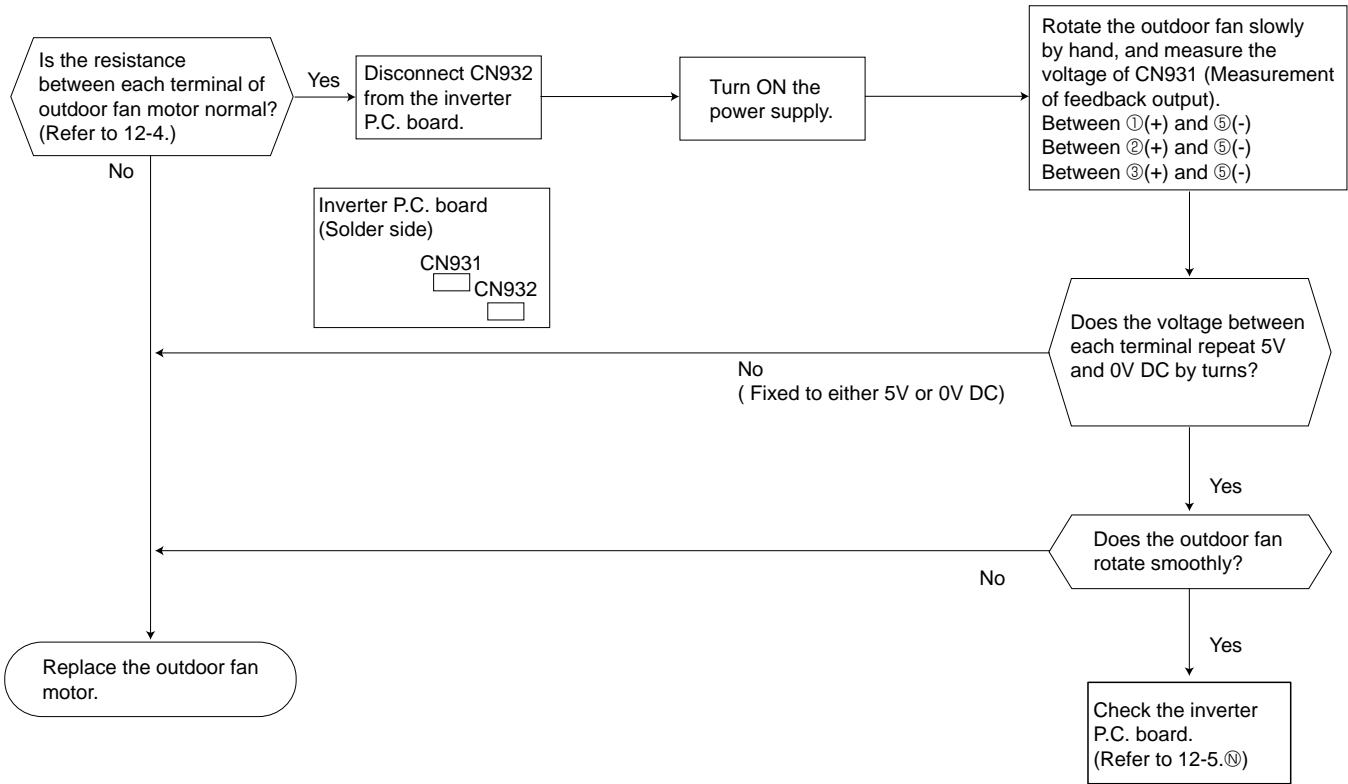 Is the resistance
between each terminal of
outdoor fan motor normal?
(Refer to 12-4.)
Yes
No
Disconnect CN932
from the inverter
P.C. board.
Turn ON the
power supply.
Rotate the outdoor fan slowly
by hand, and measure the
voltage of CN931 (Measurement
of feedback output).
Between ①(+) and ⑤(-)
Between ②(+) and ⑤(-)
Between ③(+) and ⑤(-)
Inverter P.C. board
(Solder side)
CN931
CN932
Does the voltage between
each terminal repeat 5V
and 0V DC by turns?
No
( Fixed to either 5V or 0V DC)
Yes
Does the outdoor fan
rotate smoothly?
No
Yes
Replace the outdoor fan
motor.
Check the inverter
P.C. board.
(Refer to 12-5.Ⓝ)